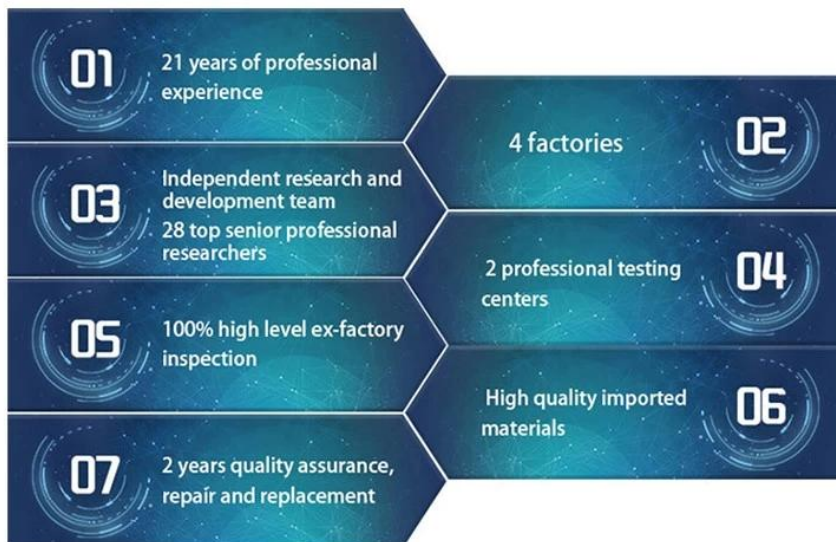 01
21 years of professional
experience
02
4 factories
03
Independent research and
development team
28 top senior professional
researchers
04
2 professional testing
centers
05
100% high level ex-factory
inspection
06
High quality imported
materials
07
2 years quality assurance,
repair and replacement